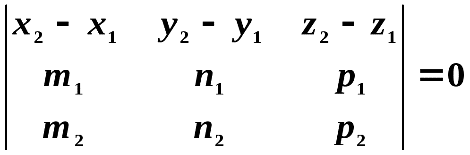 | x₂ - x₁  y₂ - y₁  z₂ - z₁ |
| m₁  n₁  p₁ | = 0
| m₂  n₂  p₂ |